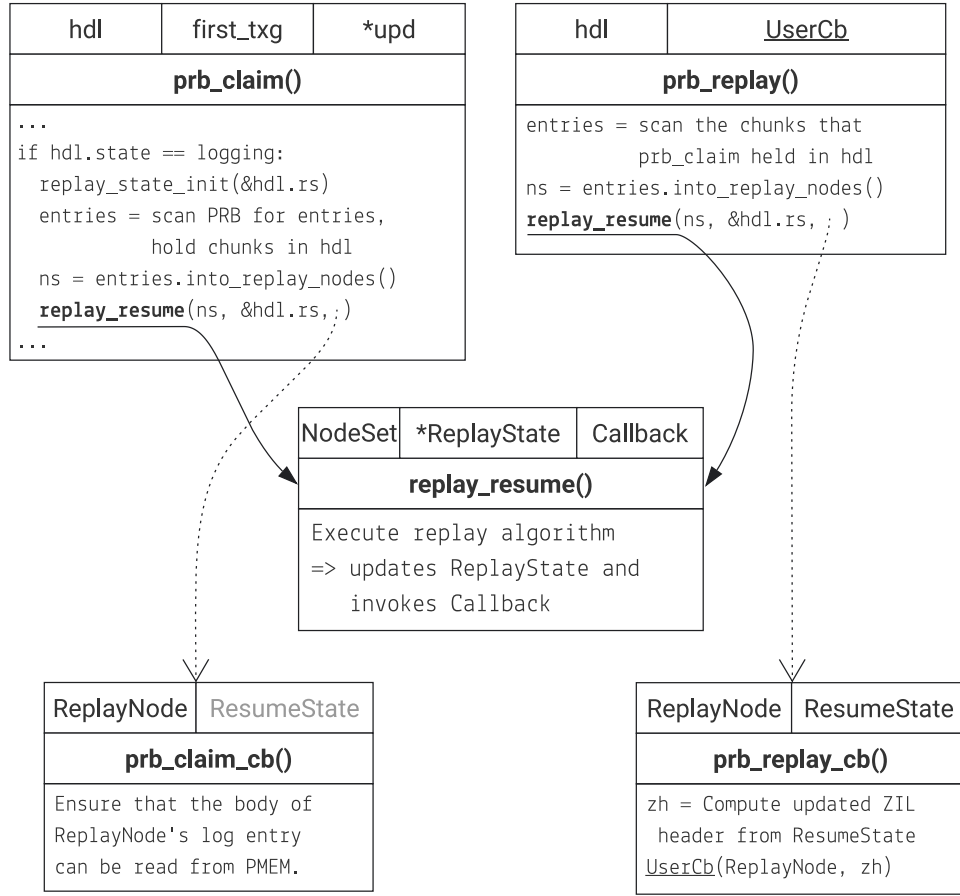 hdl first_txg *upd
prb_claim()
...
if hdl.state == logging:
replay_state_init(&hdl.rs)
entries = scan PRB for entries,
hold chunks in hdl
ns = entries.into_replay_nodes()
replay_resume(ns, &hdl.rs, )
...
hdl UserCb
prb_replay()
entries = scan the chunks that
prb_claim held in hdl
ns = entries.into_replay_nodes()
replay_resume(ns, &hdl.rs, )
NodeSet *ReplayState Callback
replay_resume()
Execute replay algorithm
=> updates ReplayState and
invokes Callback
ReplayNode ResumeState
prb_claim_cb()
Ensure that the body of
ReplayNode's log entry
can be read from PMEM.
ReplayNode ResumeState
prb_replay_cb()
zh = Compute updated ZIL
header from ResumeState
UserCb(ReplayNode, zh)